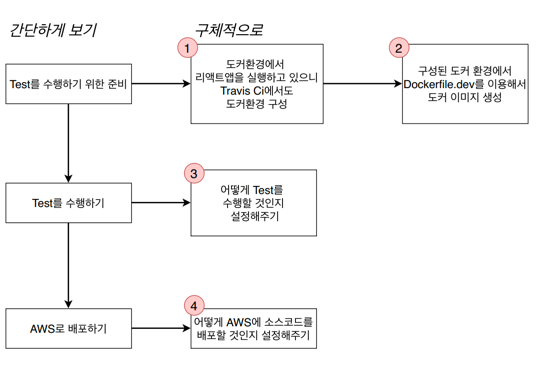 간단하게 보기
구체적으로
Test를 수행하기 위한 준비
1
도커환경에서
리액트앱을 실행하고 있으니
Travis Ci에서도
도커환경 구성
2
구성된 도커 환경에서
Dockerfile.dev를 이용해서
도커 이미지 생성
Test를 수행하기
3
어떻게 Test를
수행할 것인지
설정해주기
AWS로 배포하기
4
어떻게 AWS에 소스코드를
배포할 것인지 설정해주기